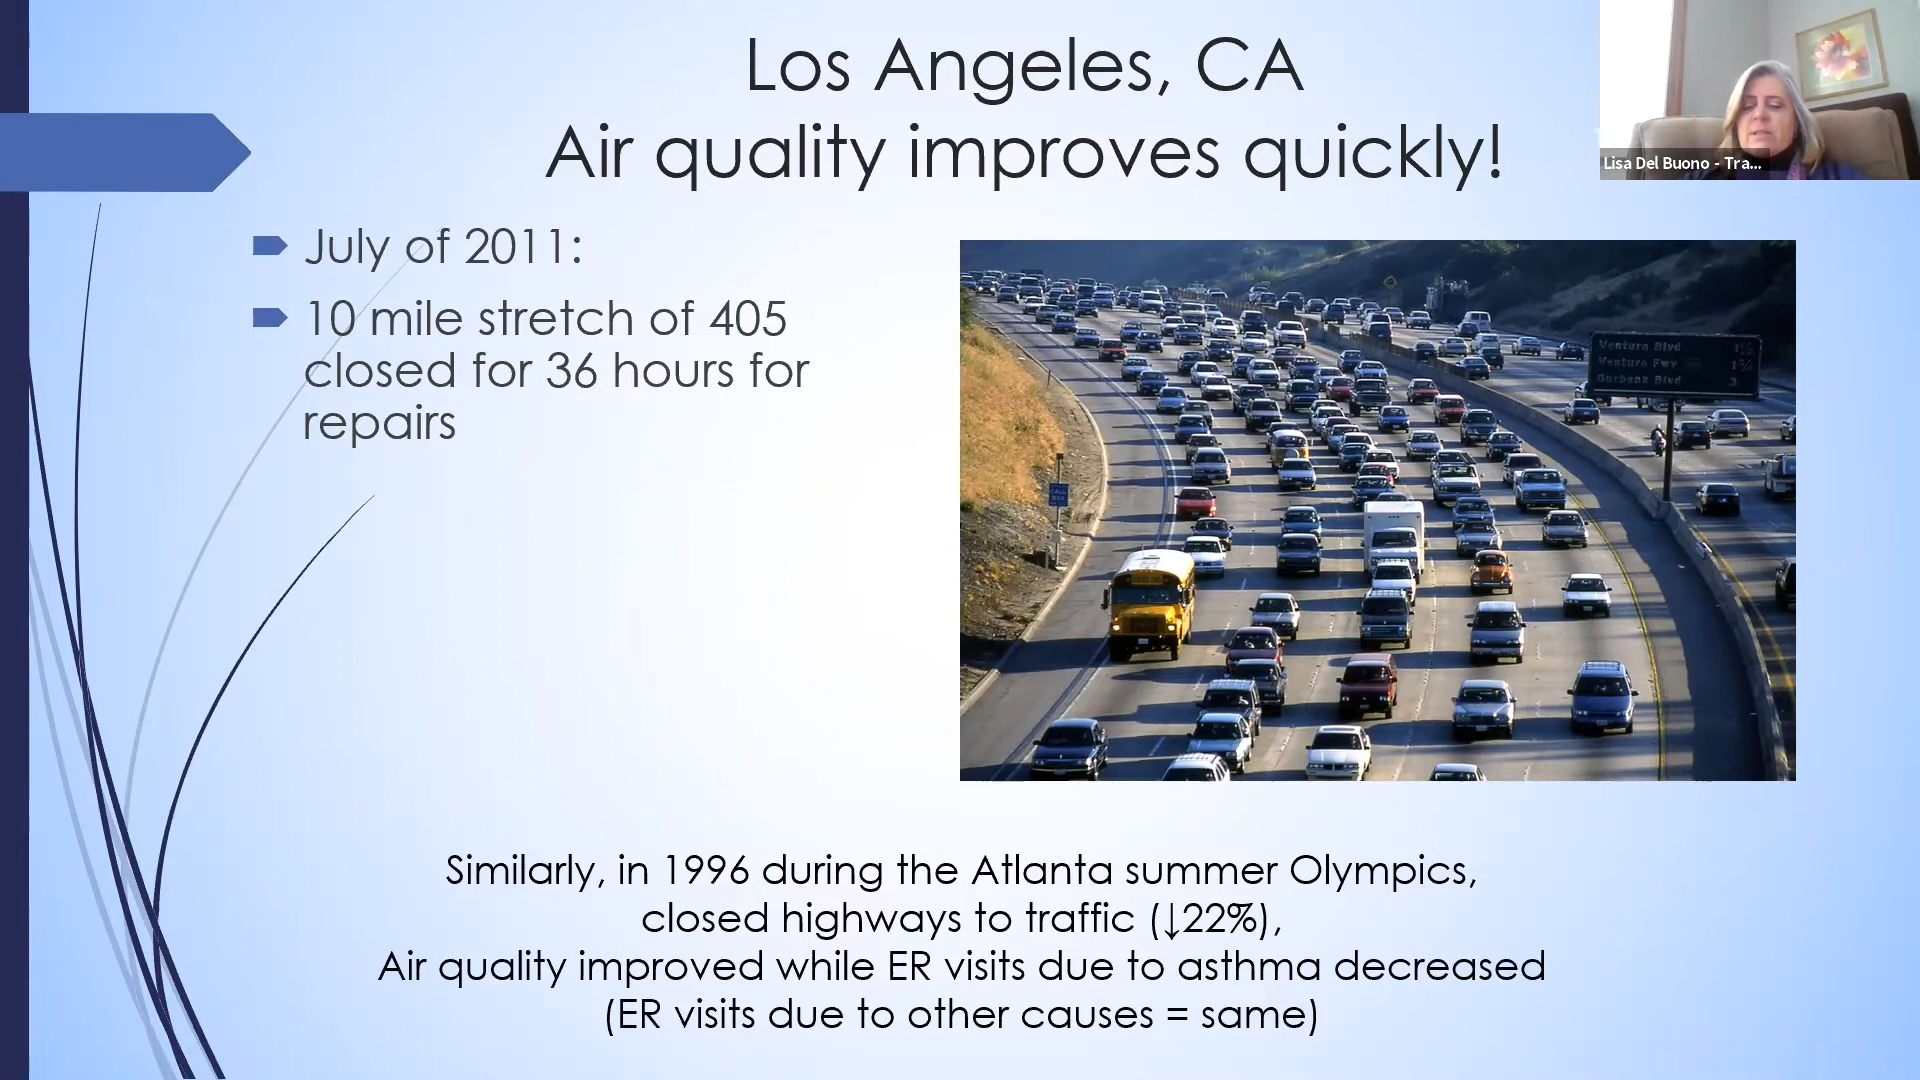 Los Angeles, CA
Air quality improves quickly!
Lisa Del Buono - Tra...
July of 2011:
10 mile stretch of 405
closed for 36 hours for
repairs
Ventura Blvd
Ventura Fwy
Burbank Blvd
CALL
BOX
Similarly, in 1996 during the Atlanta summer Olympics,
closed highways to traffic (↓22%),
Air quality improved while ER visits due to asthma decreased
(ER visits due to other causes = same)